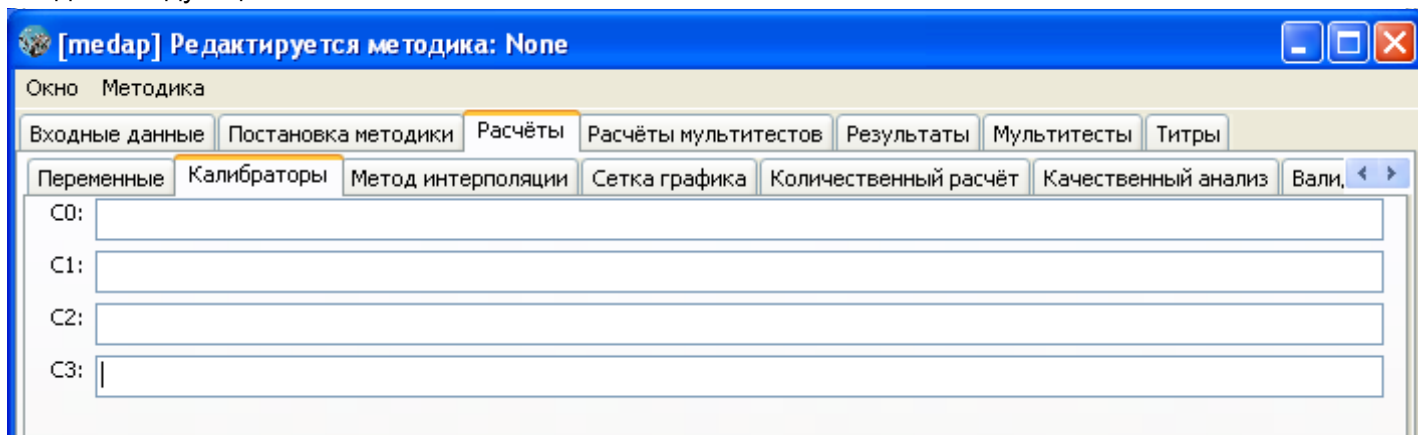 [medap] Редактируется методика: None
Окно Методика
Входные данные Постановка методики Расчёты Расчёты мультитестов Результаты Мультитесты Титры
Переменные Калибраторы Метод интерполяции Сетка графика Количественный расчёт Качественный анализ Вали,
C0:
C1:
C2:
C3: